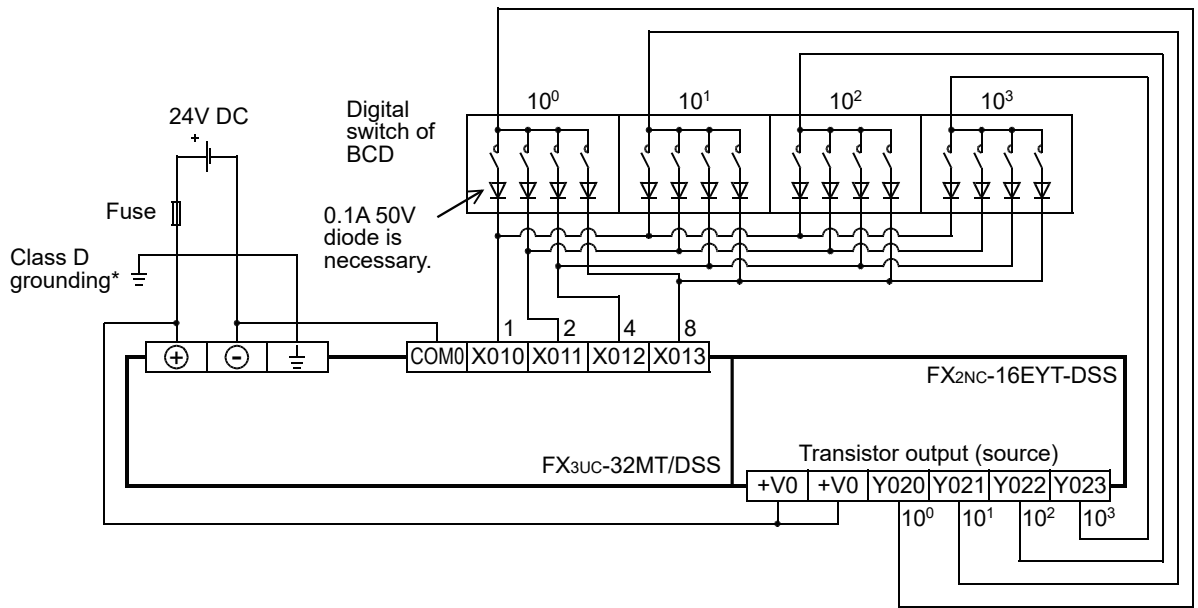 10⁰ 10¹ 10² 10³
24V DC
+
Digital
switch of
BCD
Fuse
0.1A 50V
diode is
necessary.
Class D
grounding*
1 2 4 8
+ - COM0 X010 X011 X012 X013
FX2NC-16EYT-DSS
Transistor output (source)
FX3UC-32MT/DSS
+V0 +V0 Y020 Y021 Y022 Y023
10⁰ 10¹ 10² 10³